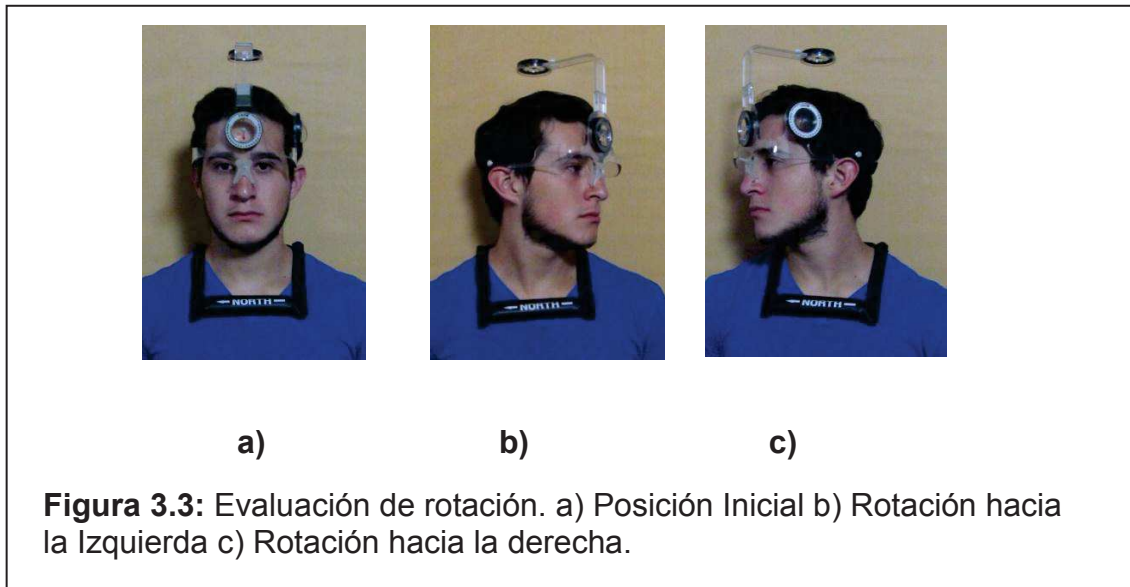 NORTH
NORTH
NORTH
a) b) c)
Figura 3.3: Evaluación de rotación. a) Posición Inicial b) Rotación hacia
la Izquierda c) Rotación hacia la derecha.